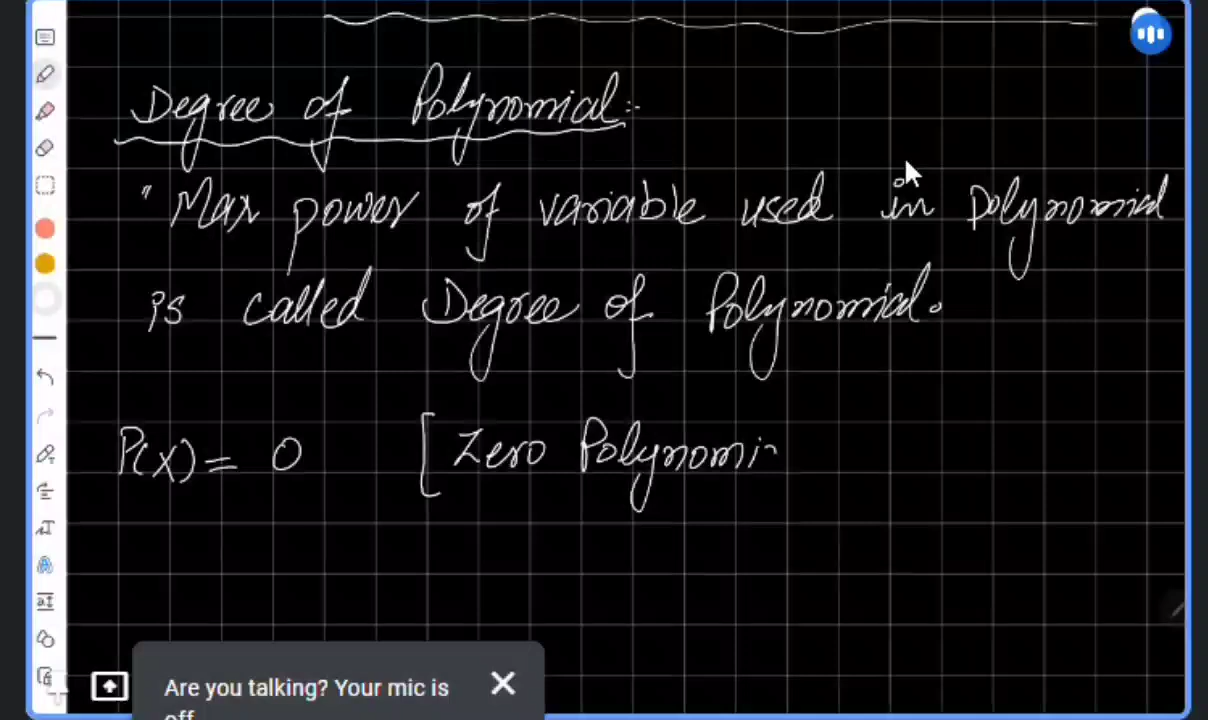 Degree of Polynomial :-
" Max power of variable used in polynomial
is called Degree of Polynomial.
P(x) = 0 [ Zero Polynomi
Are you talking? Your mic is
off.